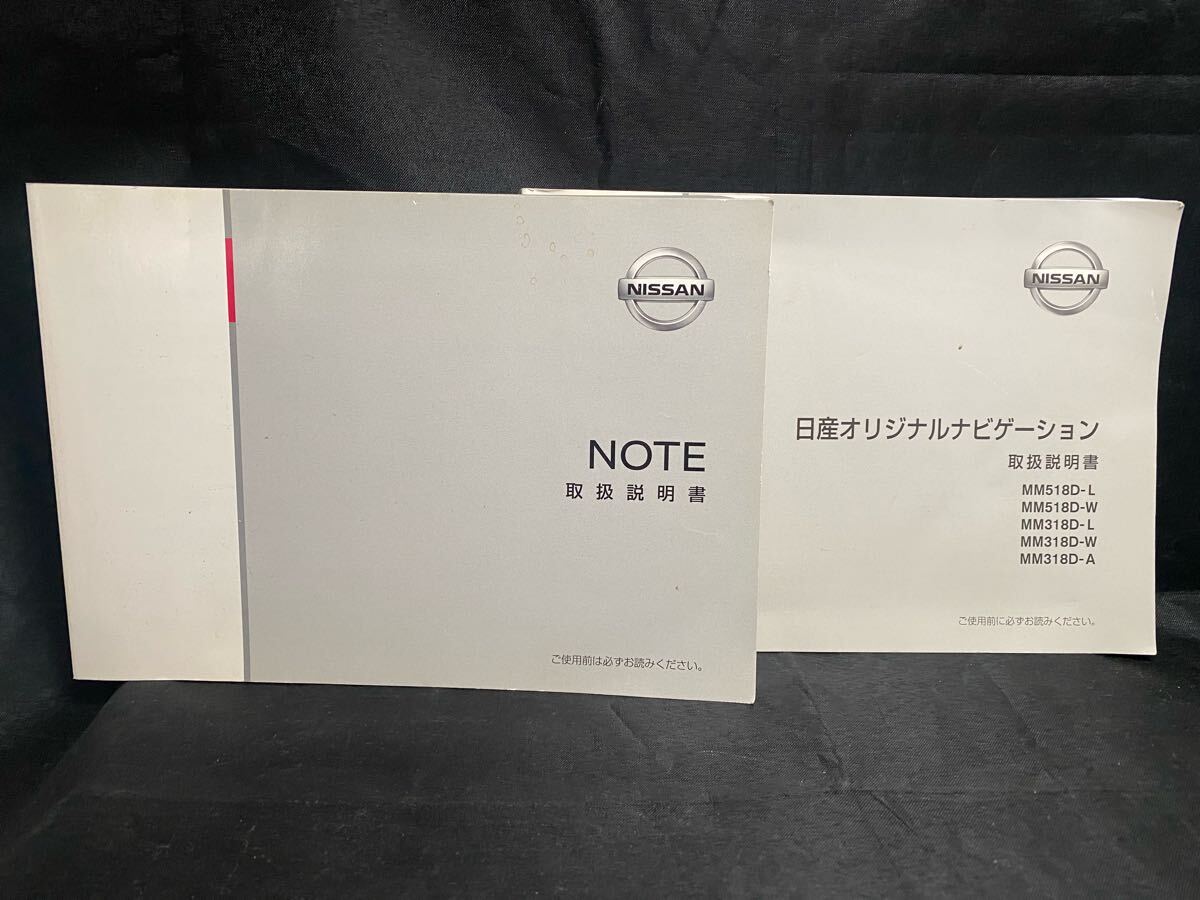 NISSAN
NOTE
取扱説明書
ご使用前は必ずお読みください。
NISSAN
日産オリジナルナビゲーション
取扱説明書
MM518D-L
MM518D-W
MM318D-L
MM318D-W
MM318D-A
ご使用前に必ずお読みください。